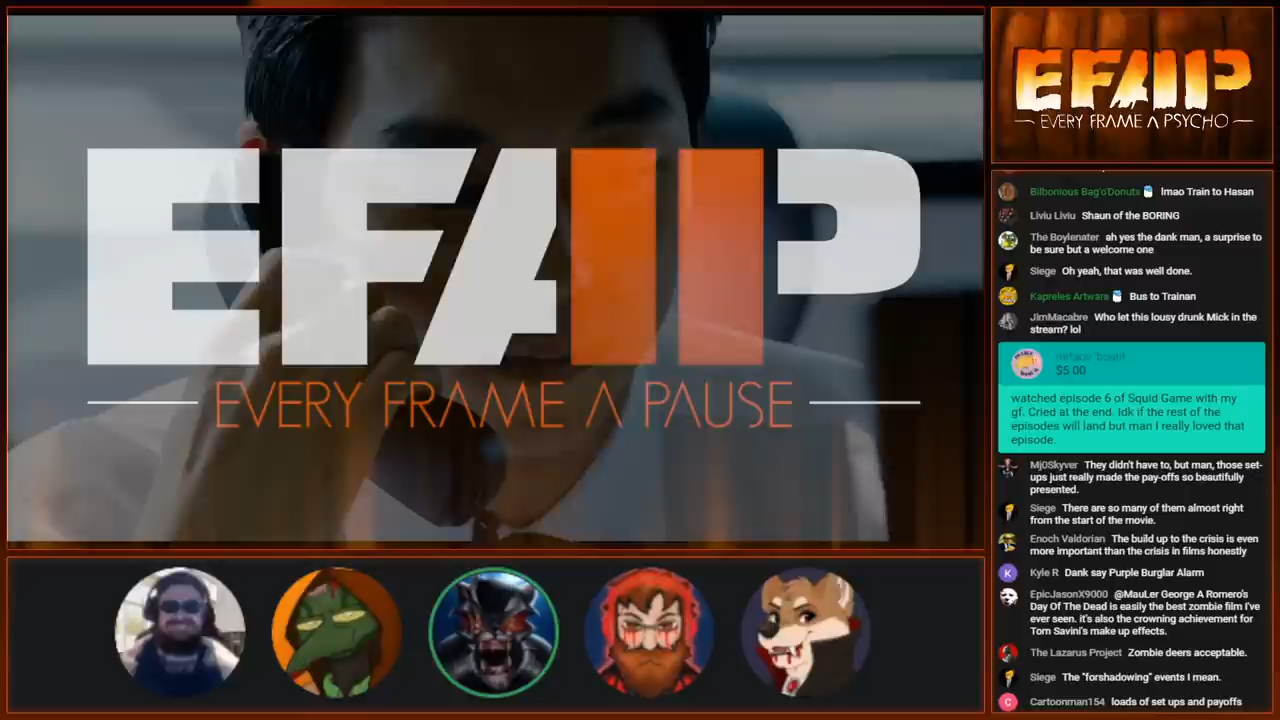 EFAP
EVERY FRAME A PAUSE
EFAP
EVERY FRAME A PSYCHO
Bilbonious Bag'o'Donuts lmao Train to Hasan
Liviu Liviu Shaun of the BORING
The Boylenater ah yes the dank man, a surprise to
be sure but a welcome one
Siege Oh yeah, that was well done.
Kapreles Artware Bus to Trainan
JimMacabre Who let this lousy drunk Mick in the
stream? lol
$5.00
watched episode 6 of Squid Game with my
gf. Cried at the end. Idk if the rest of the
episodes will land but man I really loved that
episode.
Mj0Skyver They didn't have to, but man, those set-
ups just really made the pay-offs so beautifully
presented.
Siege There are so many of them almost right
from the start of the movie.
Enoch Valdorian The build up to the crisis is even
more important than the crisis in films honestly
K Kyle R Dank say Purple Burglar Alarm
EpicJasonX9000 @MauLer George A Romero's
Day Of The Dead is easily the best zombie film I've
ever seen. it's also the crowning achievement for
Tom Savini's make up effects.
The Lazarus Project Zombie deers acceptable.
Siege The "forshadowing" events I mean.
C Cartoonman154 loads of set ups and payoffs